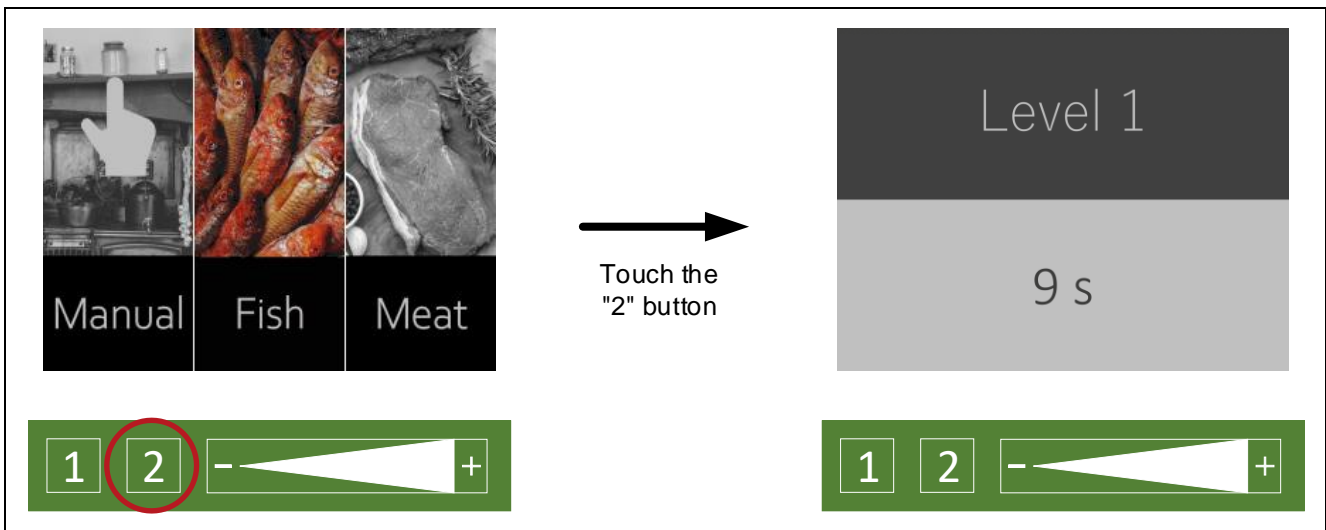 Manual Fish Meat
Touch the
"2" button
Level 1
9 s
1 2 - +
1 2 - +